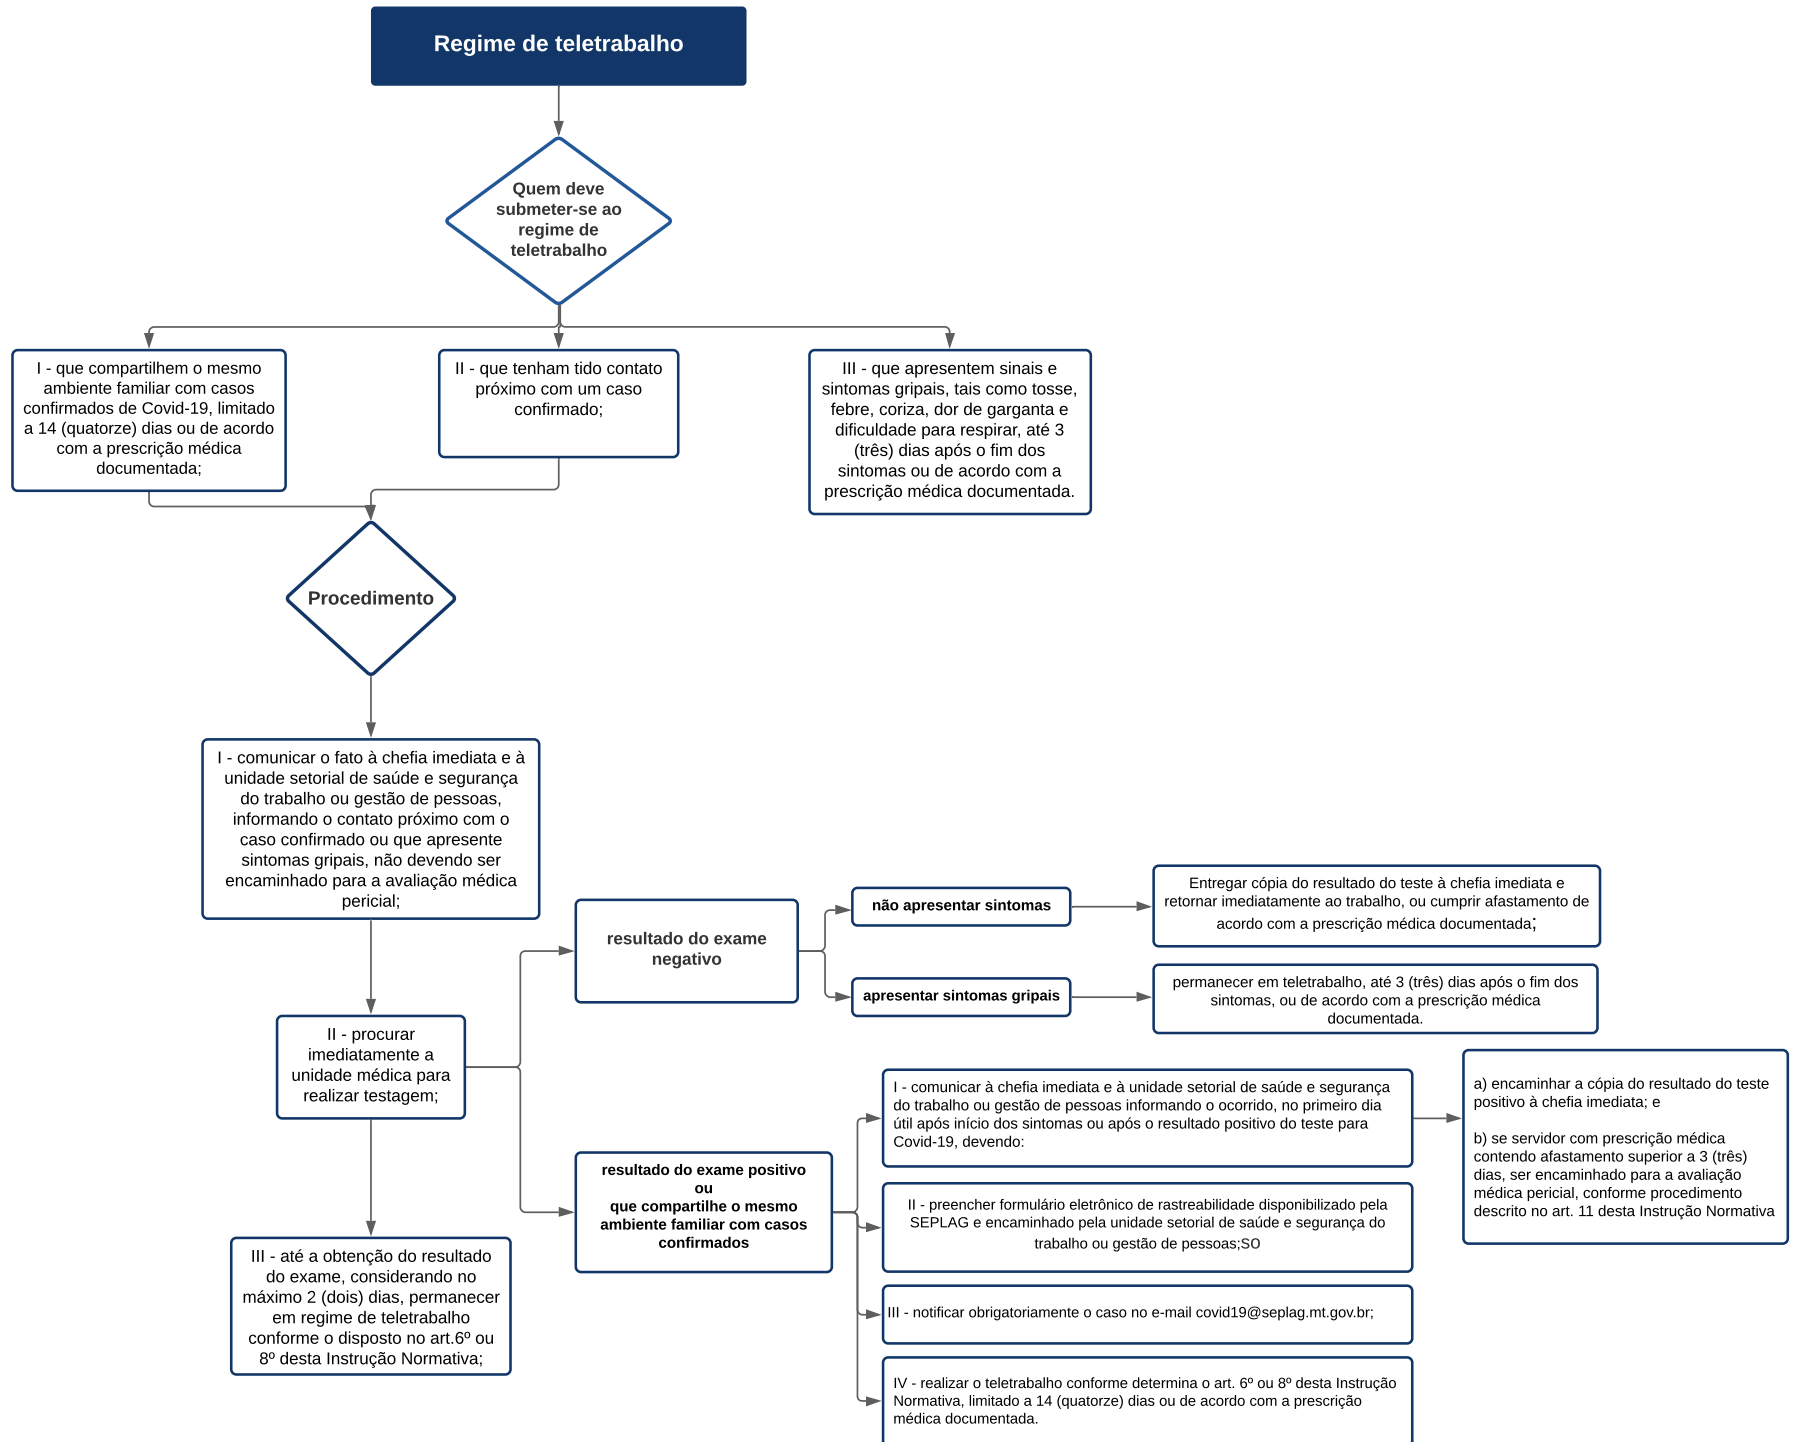 Regime de teletrabalho
Quem deve
submeter-se ao
regime de
teletrabalho
I - que compartilhem o mesmo
ambiente familiar com casos
confirmados de Covid-19, limitado
a 14 (quatorze) dias ou de acordo
com a prescrição médica
documentada;
II - que tenham tido contato
próximo com um caso
confirmado;
III - que apresentem sinais e
sintomas gripais, tais como tosse,
febre, coriza, dor de garganta e
dificuldade para respirar, até 3
(três) dias após o fim dos
sintomas ou de acordo com a
prescrição médica documentada.
Procedimento
I - comunicar o fato à chefia imediata e à
unidade setorial de saúde e segurança
do trabalho ou gestão de pessoas,
informando o contato próximo com o
caso confirmado ou que apresente
sintomas gripais, não devendo ser
encaminhado para a avaliação médica
pericial;
II - procurar
imediatamente a
unidade médica para
realizar testagem;
III - até a obtenção do resultado
do exame, considerando no
máximo 2 (dois) dias, permanecer
em regime de teletrabalho
conforme o disposto no art.6º ou
8º desta Instrução Normativa;
resultado do exame
negativo
não apresentar sintomas
Entregar cópia do resultado do teste à chefia imediata e
retornar imediatamente ao trabalho, ou cumprir afastamento de
acordo com a prescrição médica documentada;
apresentar sintomas gripais
permanecer em teletrabalho, até 3 (três) dias após o fim dos
sintomas, ou de acordo com a prescrição médica
documentada.
resultado do exame positivo
ou
que compartilhe o mesmo
ambiente familiar com casos
confirmados
I - comunicar à chefia imediata e à unidade setorial de saúde e segurança
do trabalho ou gestão de pessoas informando o ocorrido, no primeiro dia
útil após início dos sintomas ou após o resultado positivo do teste para
Covid-19, devendo:
a) encaminhar a cópia do resultado do teste
positivo à chefia imediata; e
b) se servidor com prescrição médica
contendo afastamento superior a 3 (três)
dias, ser encaminhado para a avaliação
médica pericial, conforme procedimento
descrito no art. 11 desta Instrução Normativa
II - preencher formulário eletrônico de rastreabilidade disponibilizado pela
SEPLAG e encaminhado pela unidade setorial de saúde e segurança do
trabalho ou gestão de pessoas;so
III - notificar obrigatoriamente o caso no e-mail covid19@seplag.mt.gov.br;
IV - realizar o teletrabalho conforme determina o art. 6º ou 8º desta Instrução
Normativa, limitado a 14 (quatorze) dias ou de acordo com a prescrição
médica documentada.